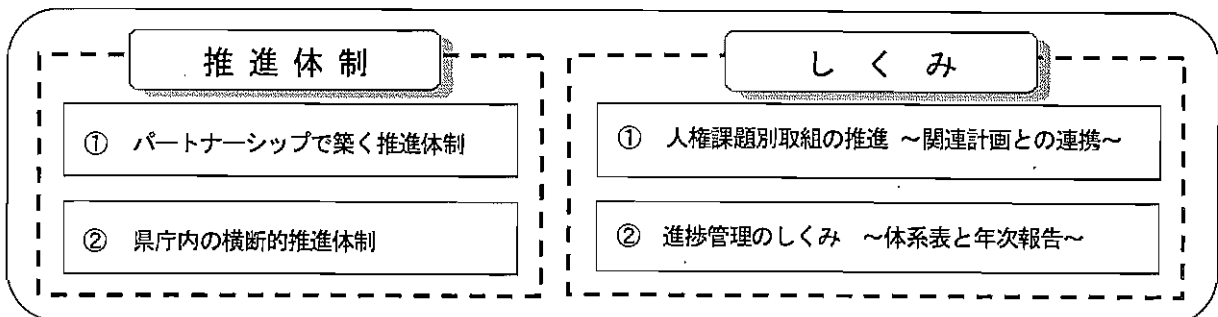 推進体制
① パートナーシップで築く推進体制
② 県庁内の横断的推進体制
しくみ
① 人権課題別取組の推進 ～関連計画との連携～
② 進捗管理のしくみ ～体系表と年次報告～